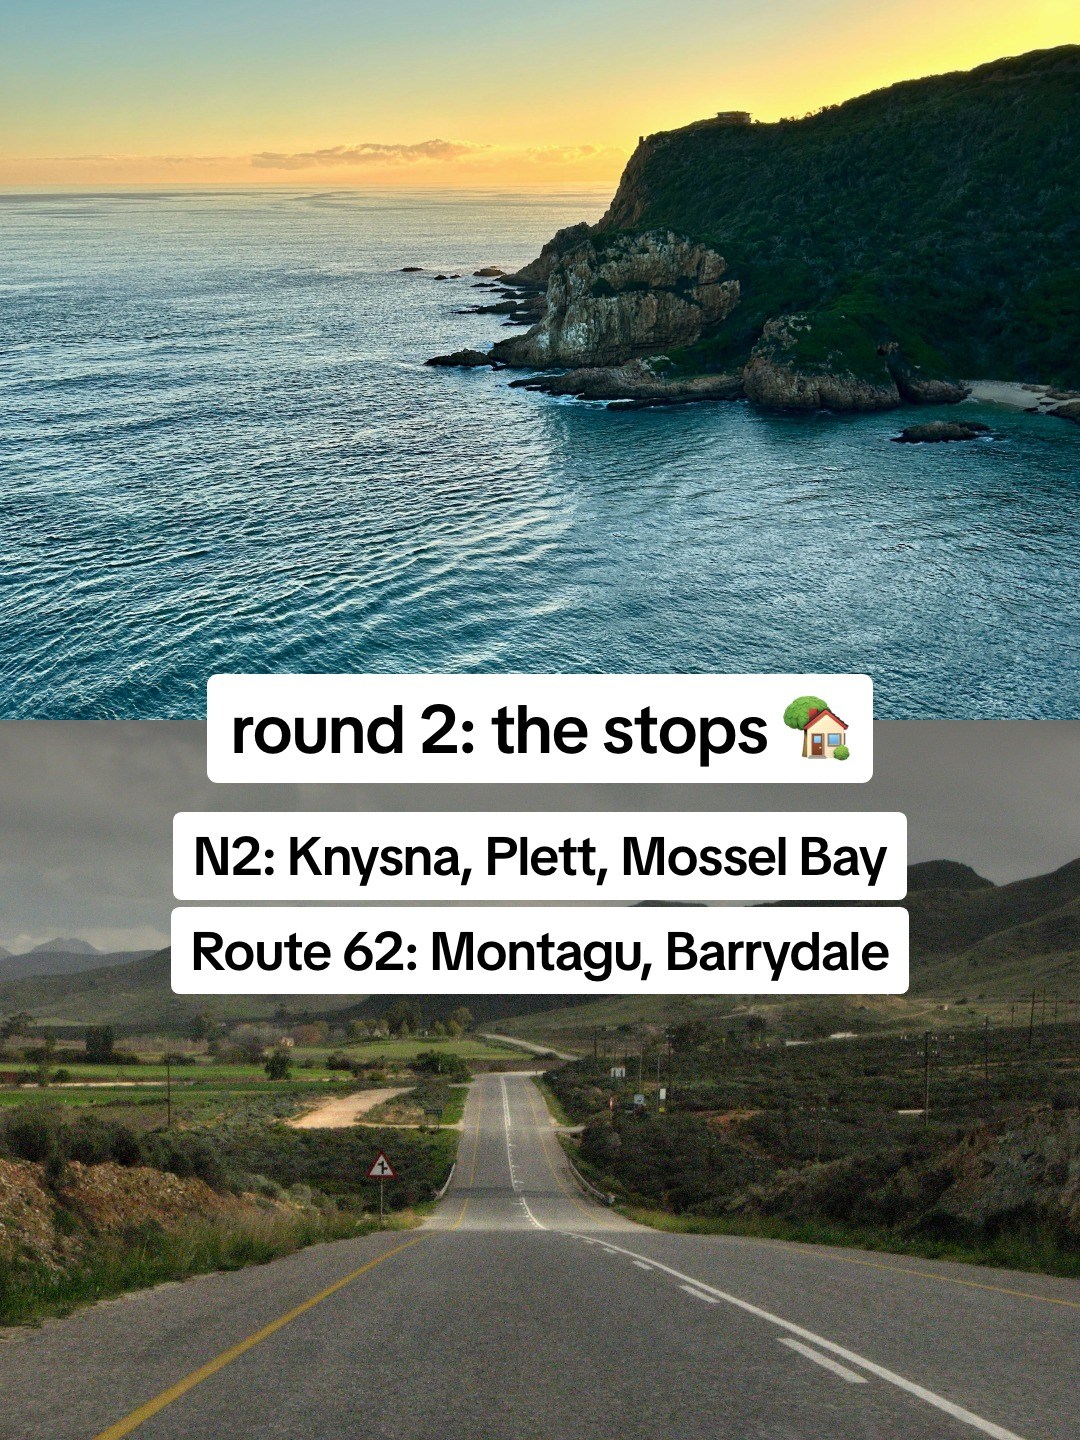 round 2: the stops 🏡
N2: Knysna, Plett, Mossel Bay
Route 62: Montagu, Barrydale